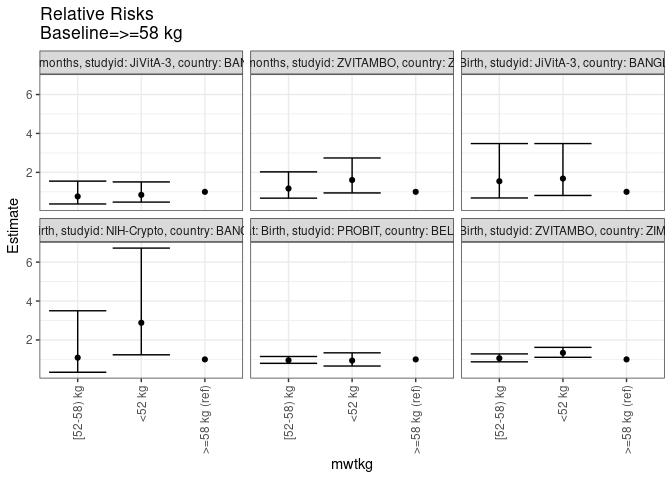 Relative Risks
Baseline=>=58 kg
months, studyid: JiVitA-3, country: BAN
months, studyid: ZVITAMBO, country: Z
Birth, studyid: JiVitA-3, country: BANGL
6
4
2
Estimate
irth, studyid: NIH-Crypto, country: BANG
t: Birth, studyid: PROBIT, country: BEL
Birth, studyid: ZVITAMBO, country: ZIM
6
4
2
[52-58) kg
<52 kg
>=58 kg (ref)
[52-58) kg
<52 kg
>=58 kg (ref)
[52-58) kg
<52 kg
>=58 kg (ref)
mwtkg